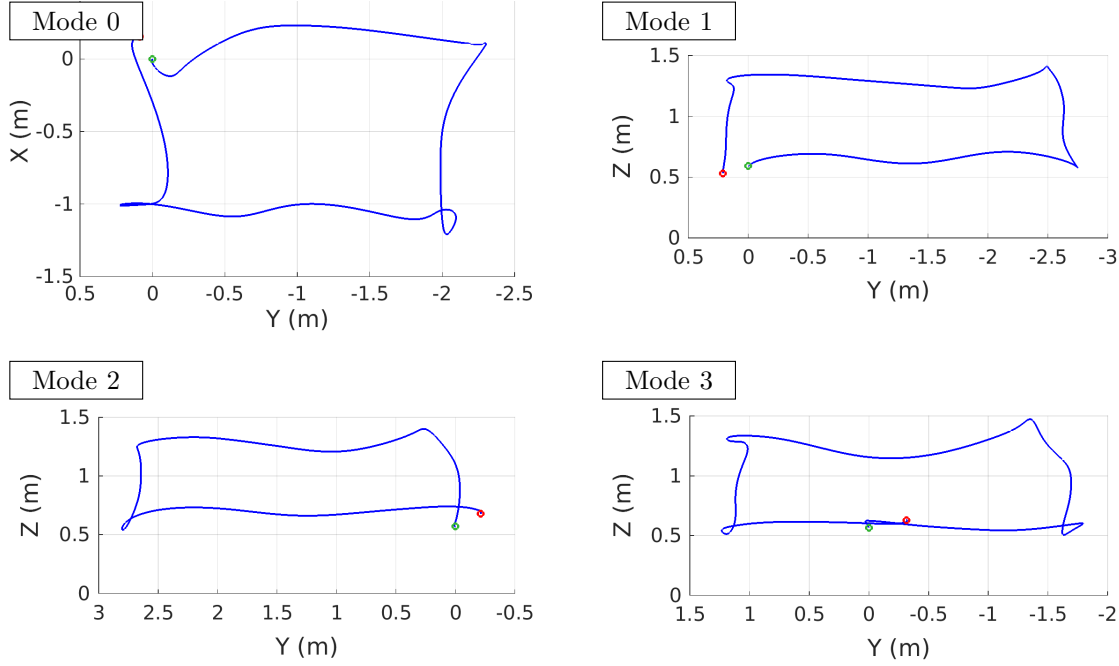 Mode 0
0
-0.5
-1
-1.5
X (m)
0.5 0 -0.5 -1 -1.5 -2 -2.5
Y (m)
Mode 1
1.5
1
0.5
0
Z (m)
0.5 0 -0.5 -1 -1.5 -2 -2.5 -3
Y (m)
Mode 2
1.5
1
0.5
0
Z (m)
3 2.5 2 1.5 1 0.5 0 -0.5
Y (m)
Mode 3
1.5
1
0.5
0
Z (m)
1.5 1 0.5 0 -0.5 -1 -1.5 -2
Y (m)